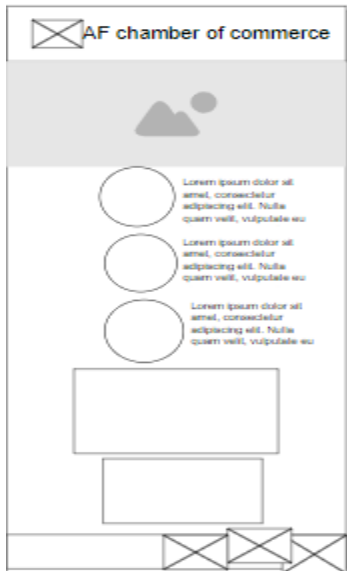 AF chamber of commerce
Lorem ipsum dolor sit
amet, consectetur
adipiscing elit. Nulla
quam velit, vulputate eu
Lorem ipsum dolor sit
amet, consectetur
adipiscing elit. Nulla
quam velit, vulputate eu
Lorem ipsum dolor sit
amet, consectetur
adipiscing elit. Nulla
quam velit, vulputate eu